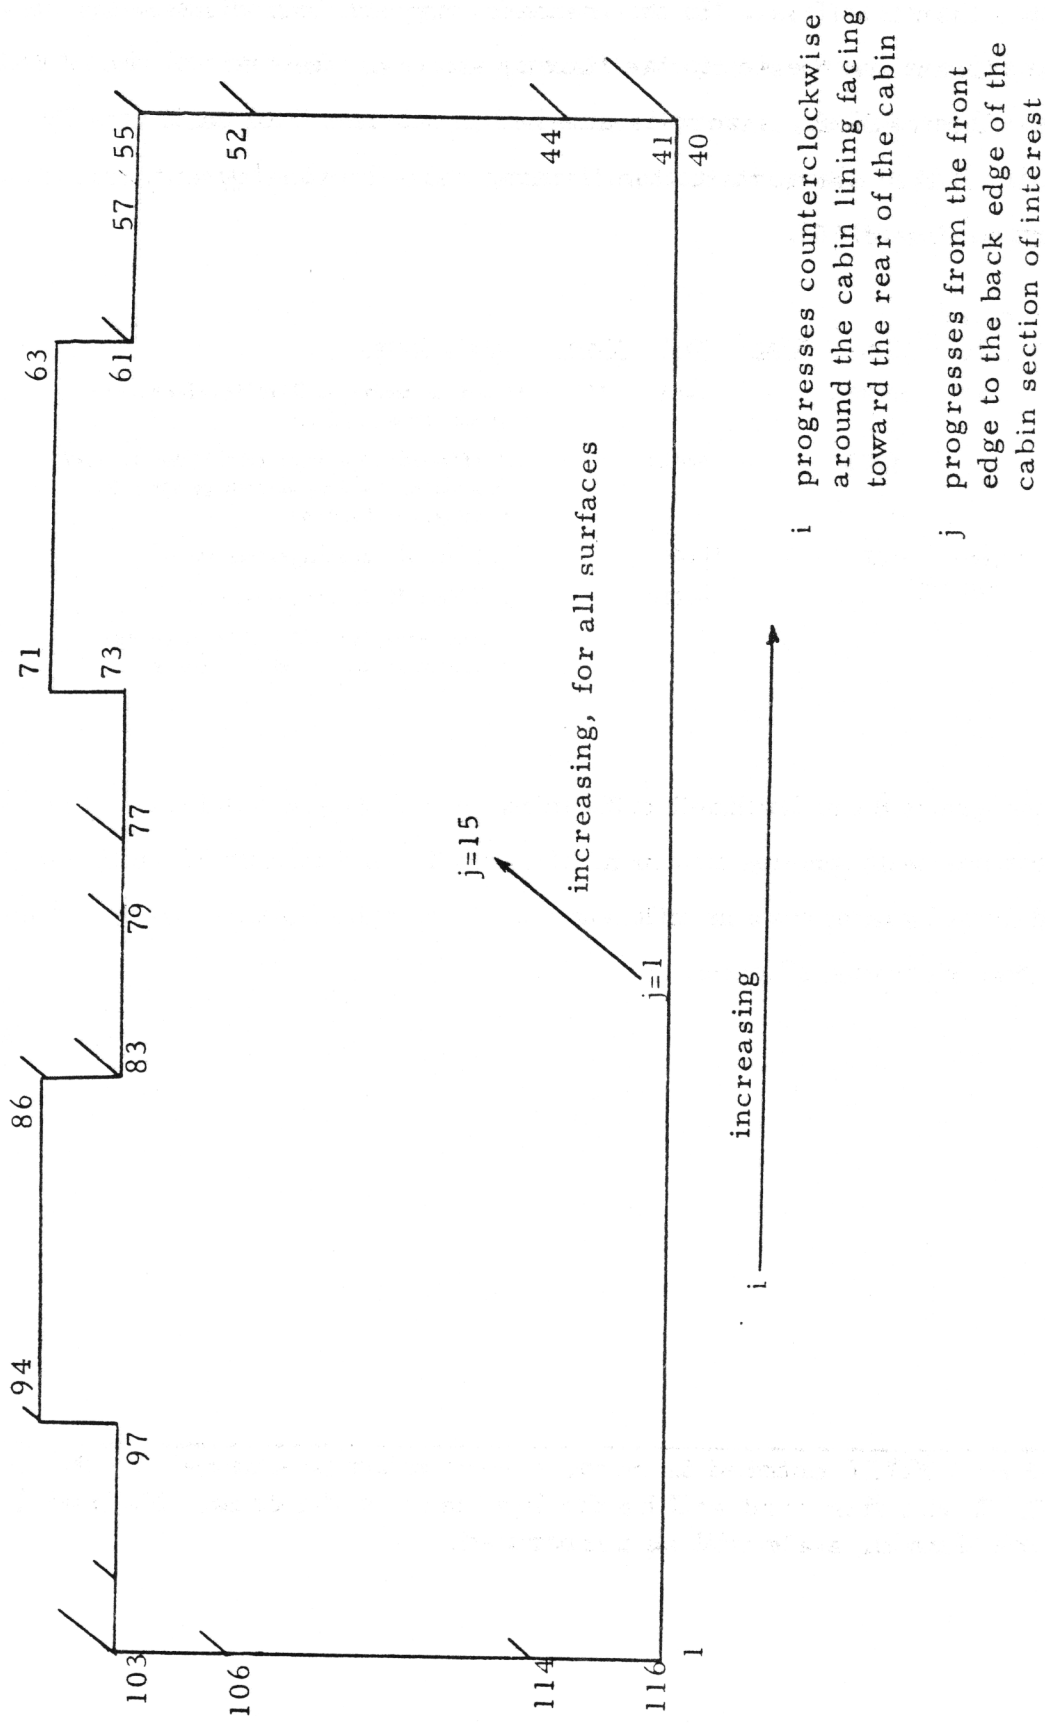 94 86 71 63
103 97 83 79 77 73 61 57 55
106 52
j=15
114 44
increasing, for all surfaces
116 j=1 41
1 40
increasing
i
i progresses counterclockwise
around the cabin lining facing
toward the rear of the cabin
j progresses from the front
edge to the back edge of the
cabin section of interest